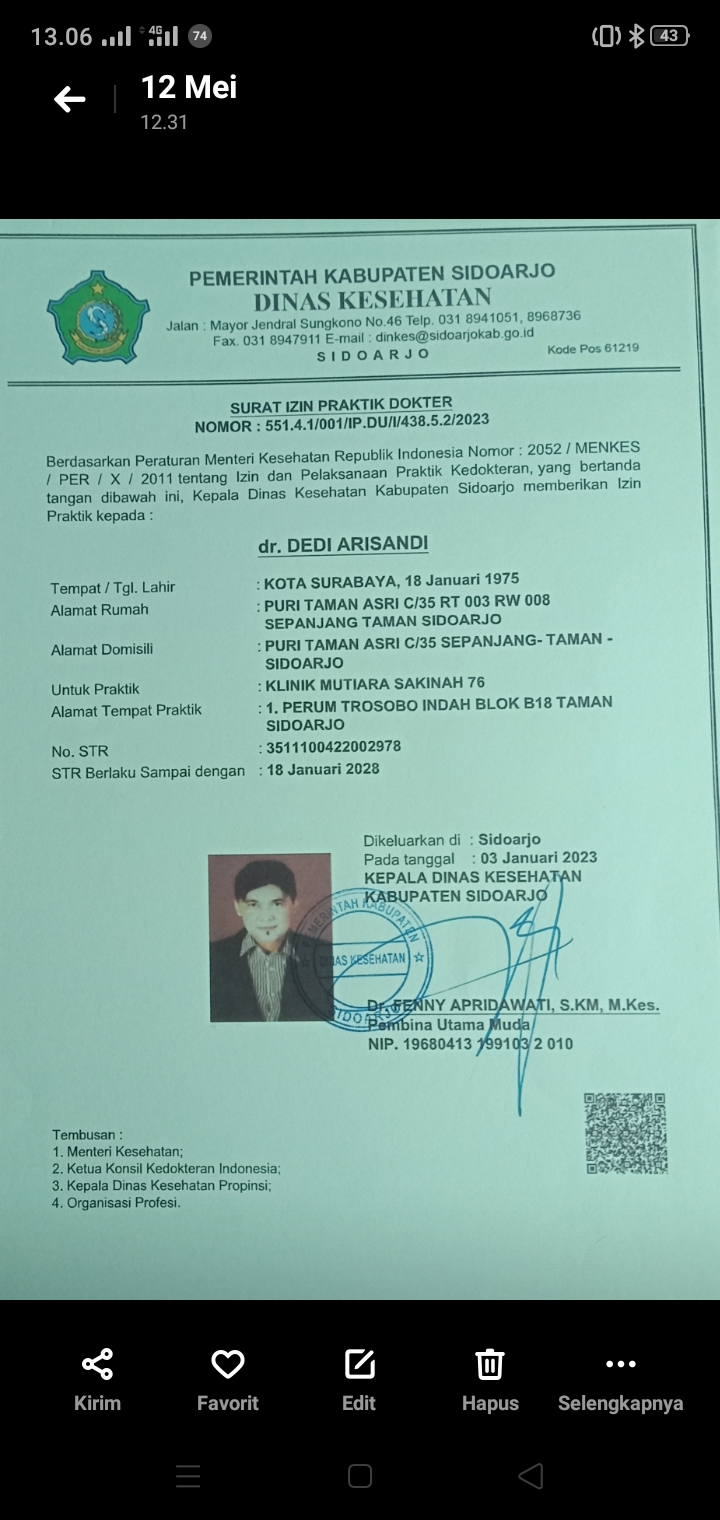 13.06
4G
74
43
12 Mei
12.31
PEMERINTAH KABUPATEN SIDOARJO
DINAS KESEHATAN
Jalan : Mayor Jendral Sungkono No.46 Telp. 031 8941051, 8968736
Fax. 031 8947911 E-mail : dinkes@sidoarjokab.go.id
SIDOARJO
Kode Pos 61219
SURAT IZIN PRAKTIK DOKTER
NOMOR : 551.4.1/001/IP.DU/I/438.5.2/2023
Berdasarkan Peraturan Menteri Kesehatan Republik Indonesia Nomor : 2052 / MENKES
/ PER / X / 2011 tentang Izin dan Pelaksanaan Praktik Kedokteran, yang bertanda
tangan dibawah ini, Kepala Dinas Kesehatan Kabupaten Sidoarjo memberikan Izin
Praktik kepada :
dr. DEDI ARISANDI
Tempat / Tgl. Lahir : KOTA SURABAYA, 18 Januari 1975
Alamat Rumah : PURI TAMAN ASRI C/35 RT 003 RW 008
SEPANJANG TAMAN SIDOARJO
Alamat Domisili : PURI TAMAN ASRI C/35 SEPANJANG- TAMAN -
SIDOARJO
Untuk Praktik : KLINIK MUTIARA SAKINAH 76
Alamat Tempat Praktik : 1. PERUM TROSOBO INDAH BLOK B18 TAMAN
SIDOARJO
No. STR : 3511100422002978
STR Berlaku Sampai dengan : 18 Januari 2028
Dikeluarkan di : Sidoarjo
Pada tanggal : 03 Januari 2023
KEPALA DINAS KESEHATAN
KABUPATEN SIDOARJO
KABUPATEN
KESEHATAN
SIDOARJO
Dr. FENNY APRIDAWATI, S.KM, M.Kes.
Pembina Utama Muda
NIP. 19680413 199103 2 010
Tembusan :
1. Menteri Kesehatan;
2. Ketua Konsil Kedokteran Indonesia;
3. Kepala Dinas Kesehatan Propinsi;
4. Organisasi Profesi.
Kirim
Favorit
Edit
Hapus
Selengkapnya